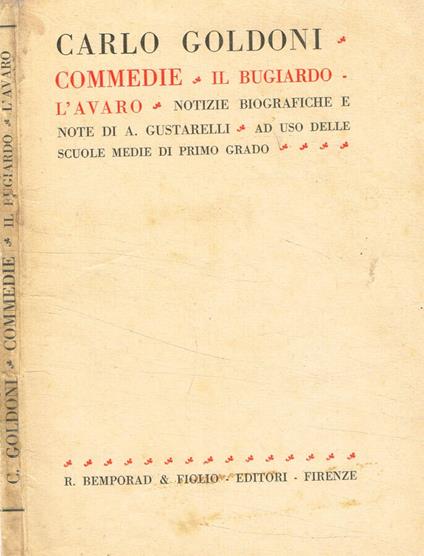 CARLO GOLDONI
COMMEDIE IL BUGIARDO -
L'AVARO NOTIZIE BIOGRAFICHE E
NOTE DI A. GUSTARELLI AD USO DELLE
SCUOLE MEDIE DI PRIMO GRADO
R. BEMPORAD & FIGLIO - EDITORI - FIRENZE
C. GOLDONI COMMEDIE IL BUGIARDO L'AVARO